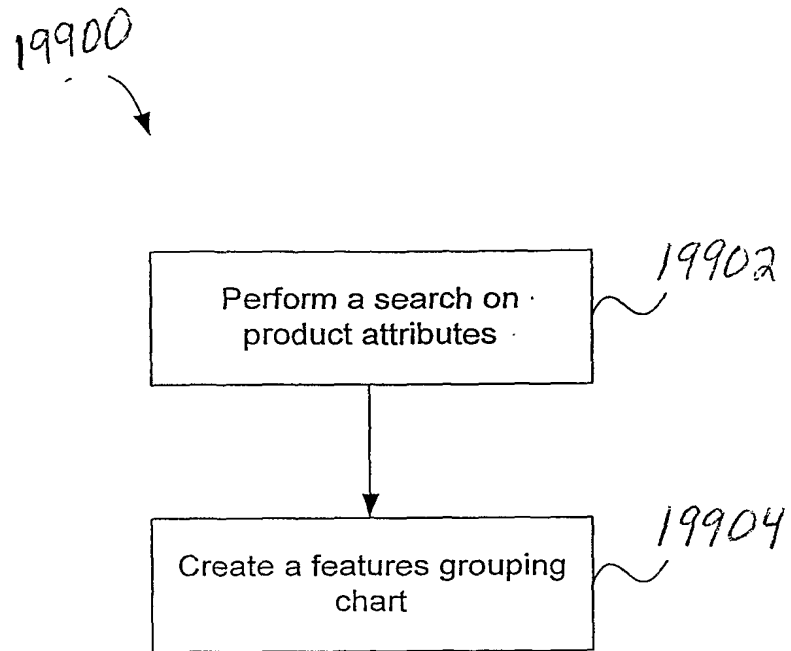 19900
Perform a search on
product attributes
19902
Create a features grouping
chart
19904